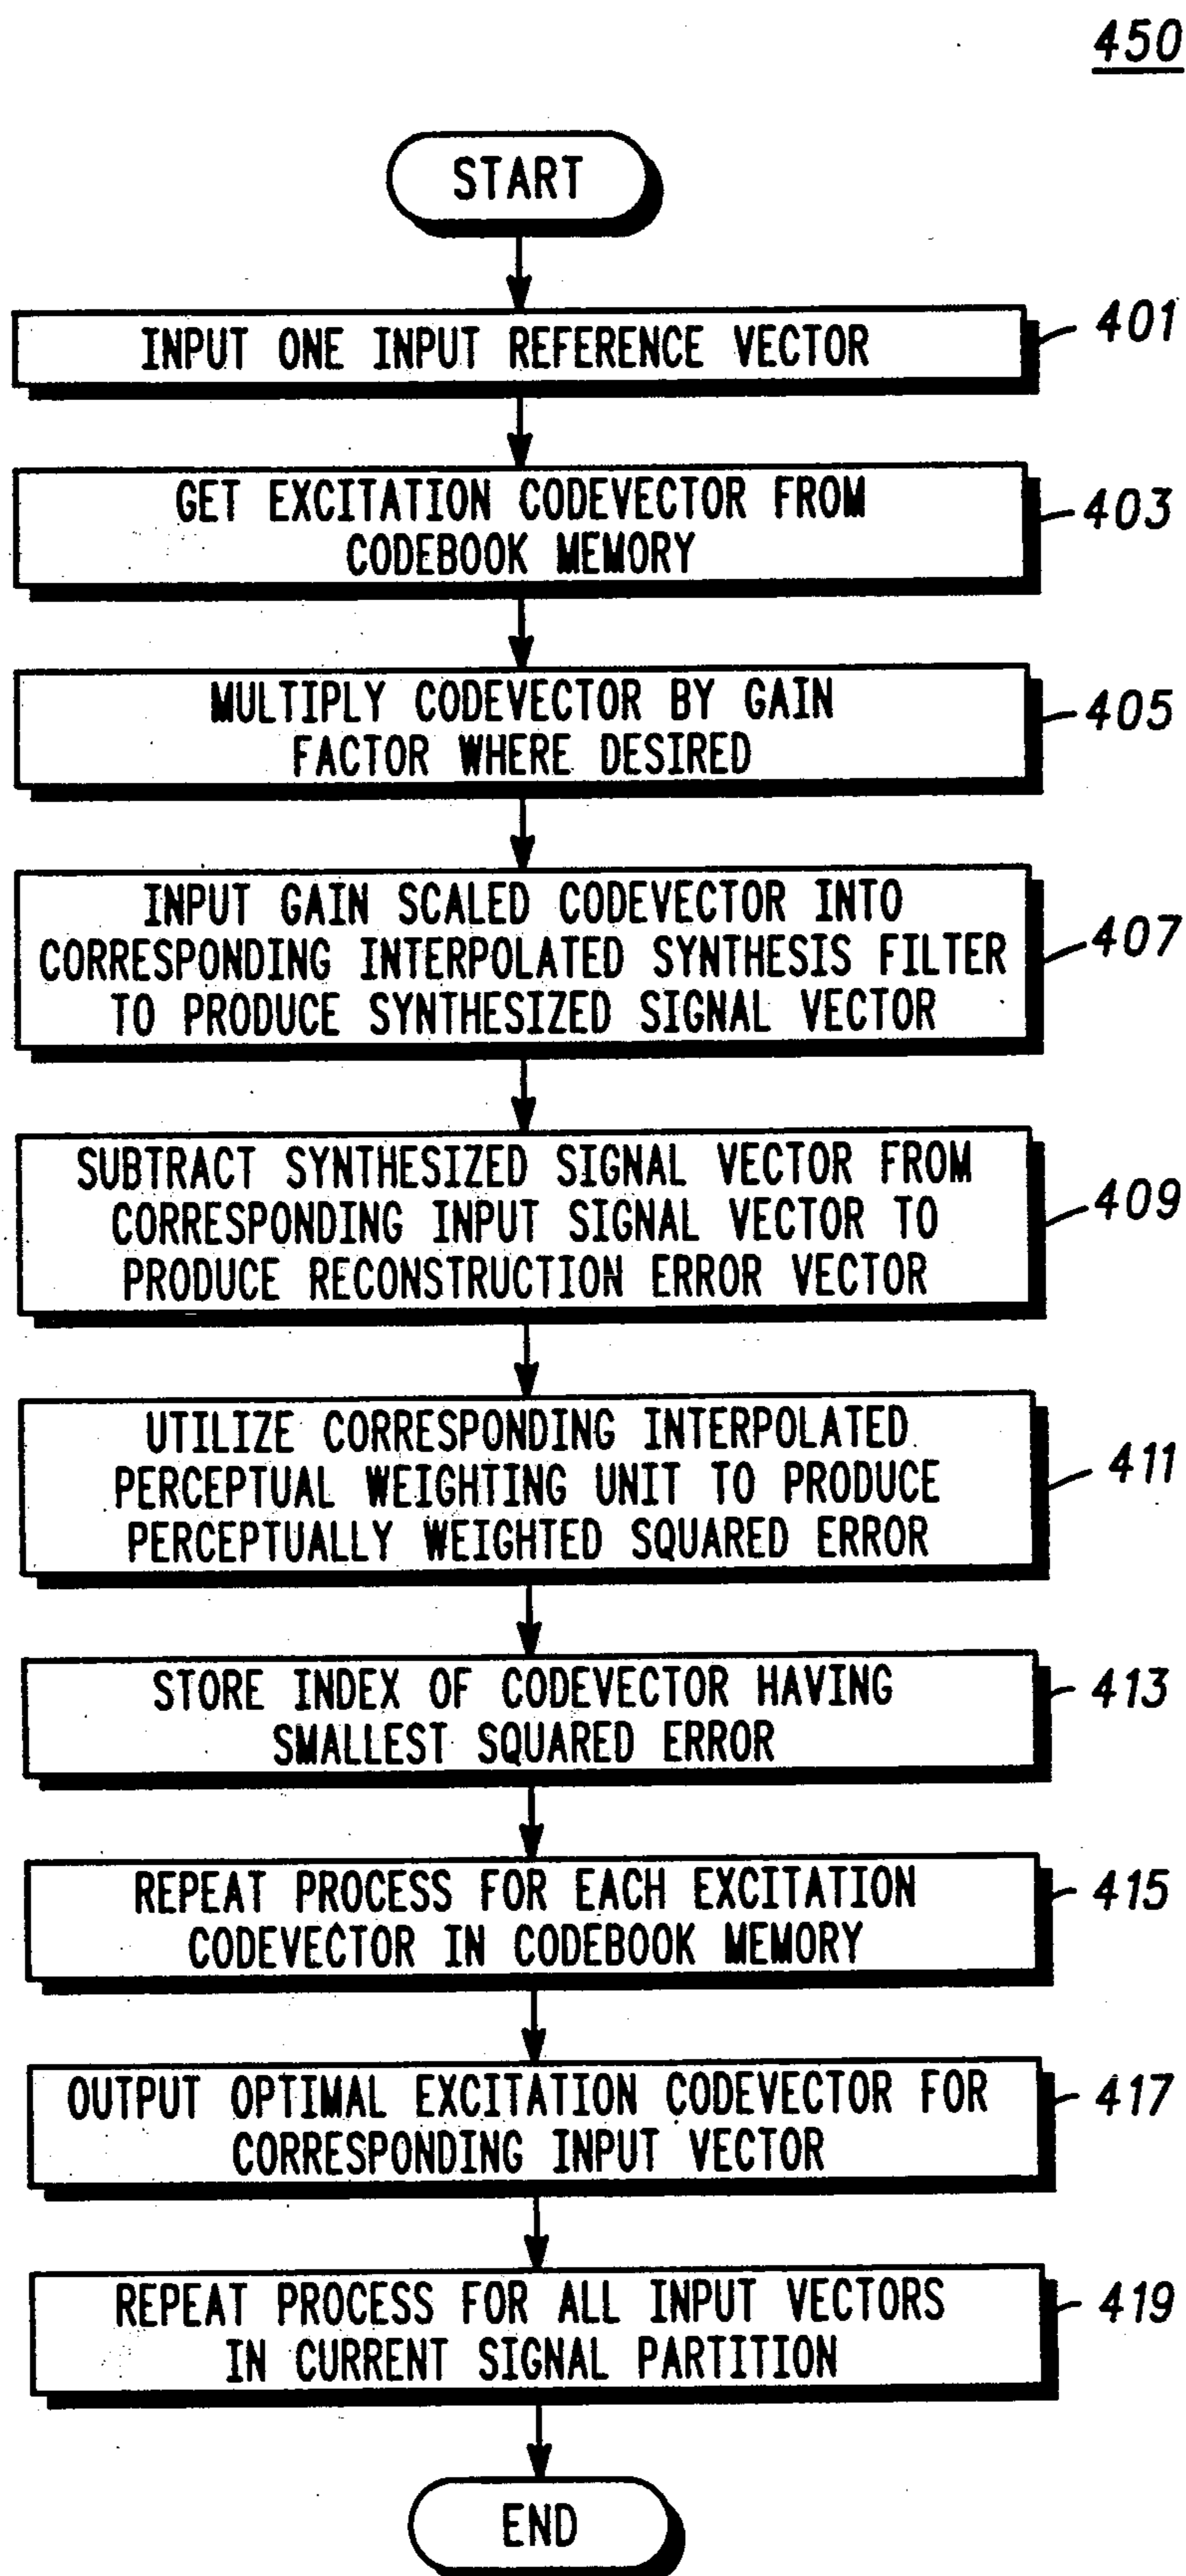 450
START
INPUT ONE INPUT REFERENCE VECTOR
401
GET EXCITATION CODEVECTOR FROM
CODEBOOK MEMORY
403
MULTIPLY CODEVECTOR BY GAIN
FACTOR WHERE DESIRED
405
INPUT GAIN SCALED CODEVECTOR INTO
CORRESPONDING INTERPOLATED SYNTHESIS FILTER
TO PRODUCE SYNTHESIZED SIGNAL VECTOR
407
SUBTRACT SYNTHESIZED SIGNAL VECTOR FROM
CORRESPONDING INPUT SIGNAL VECTOR TO
PRODUCE RECONSTRUCTION ERROR VECTOR
409
UTILIZE CORRESPONDING INTERPOLATED
PERCEPTUAL WEIGHTING UNIT TO PRODUCE
PERCEPTUALLY WEIGHTED SQUARED ERROR
411
STORE INDEX OF CODEVECTOR HAVING
SMALLEST SQUARED ERROR
413
REPEAT PROCESS FOR EACH EXCITATION
CODEVECTOR IN CODEBOOK MEMORY
415
OUTPUT OPTIMAL EXCITATION CODEVECTOR FOR
CORRESPONDING INPUT VECTOR
417
REPEAT PROCESS FOR ALL INPUT VECTORS
IN CURRENT SIGNAL PARTITION
419
END